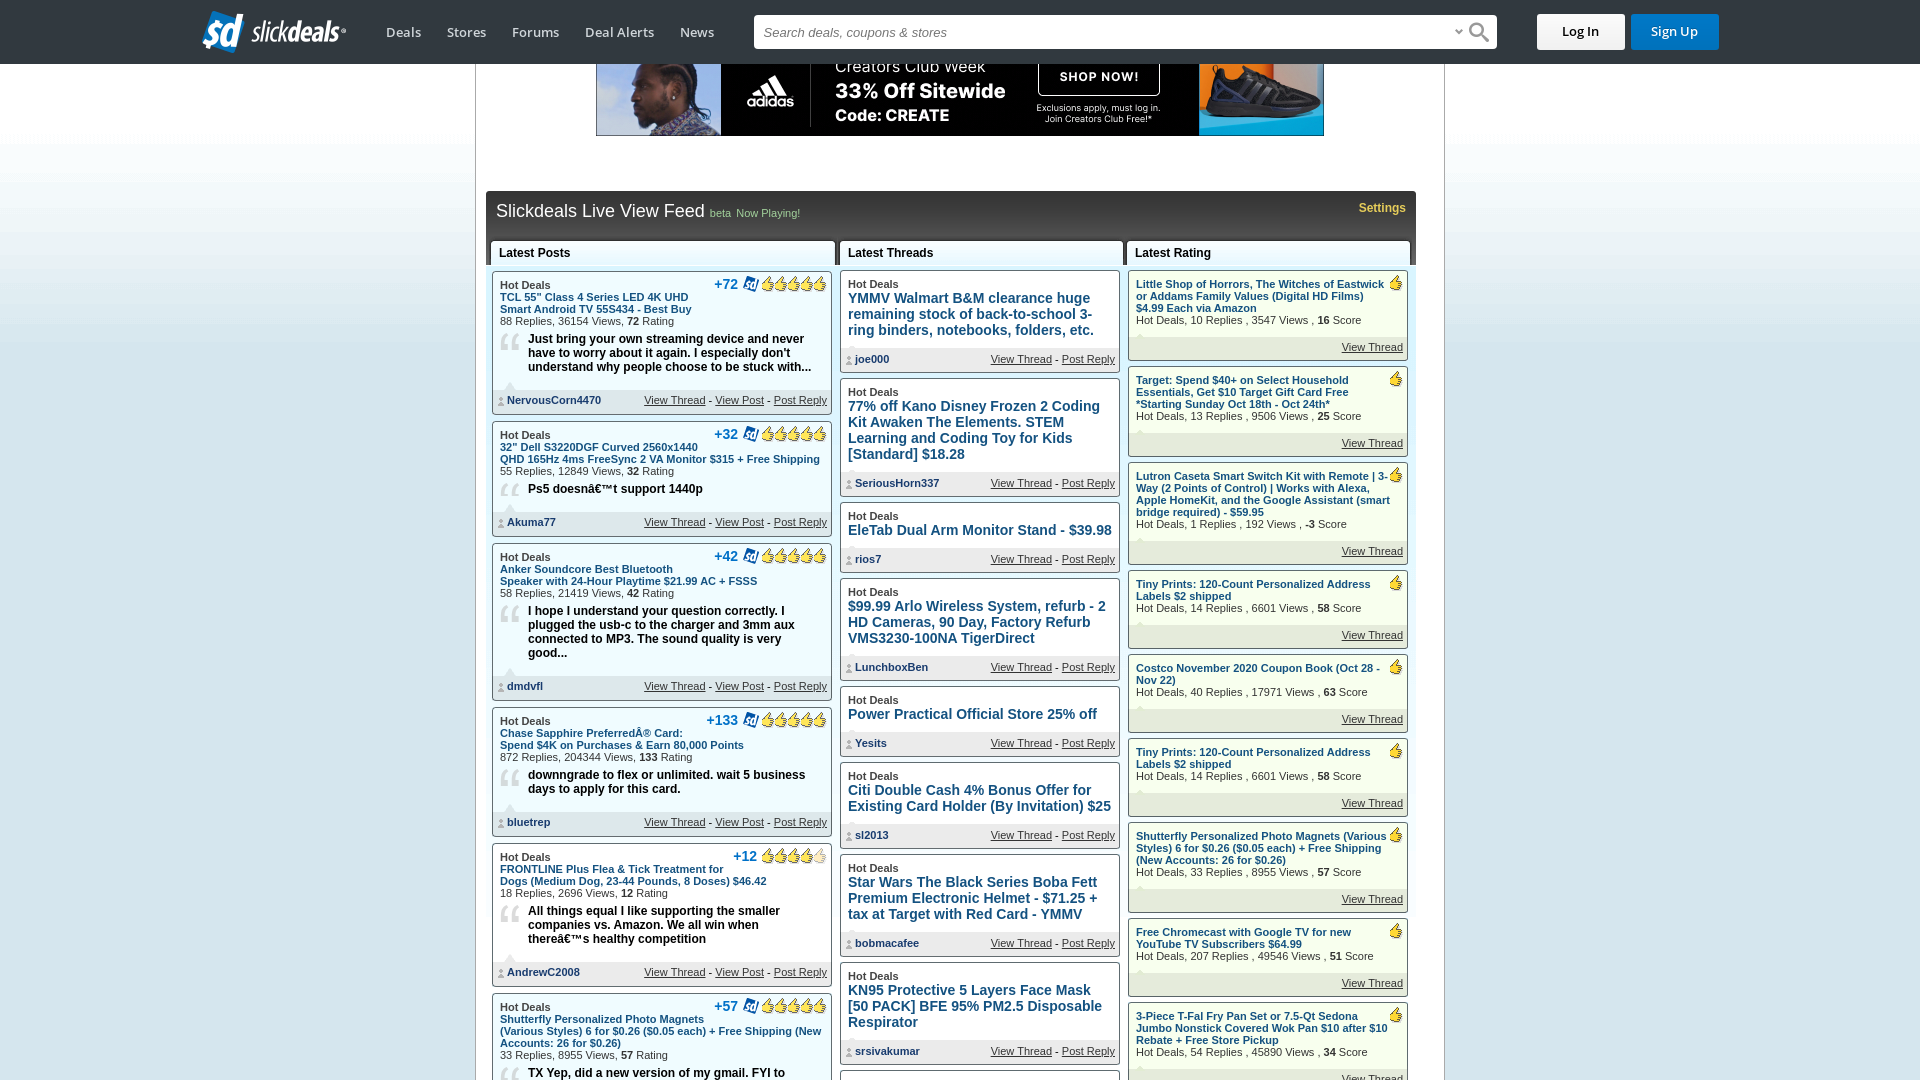 slickdeals
Deals
Stores
Forums
Deal Alerts
News
Search deals, coupons & stores
Log In
Sign Up
adidas
Creators Club Week
33% Off Sitewide
Code: CREATE
SHOP NOW!
Exclusions apply, must log in.
Join Creators Club Free!*
Slickdeals Live View Feed beta Now Playing!
Settings
Latest Posts
Hot Deals
+72
TCL 55" Class 4 Series LED 4K UHD
Smart Android TV 55S434 - Best Buy
88 Replies, 36154 Views, 72 Rating
Just bring your own streaming device and never
have to worry about it again. I especially don't
understand why people choose to be stuck with...
NervousCorn4470
View Thread - View Post - Post Reply
Hot Deals
+32
32" Dell S3220DGF Curved 2560x1440
QHD 165Hz 4ms FreeSync 2 VA Monitor $315 + Free Shipping
55 Replies, 12849 Views, 32 Rating
Ps5 doesnâ€™t support 1440p
Akuma77
View Thread - View Post - Post Reply
Hot Deals
+42
Anker Soundcore Best Bluetooth
Speaker with 24-Hour Playtime $21.99 AC + FSSS
58 Replies, 21419 Views, 42 Rating
I hope I understand your question correctly. I
plugged the usb-c to the charger and 3mm aux
connected to MP3. The sound quality is very
good...
dmdvfl
View Thread - View Post - Post Reply
Hot Deals
+133
Chase Sapphire PreferredÂ® Card:
Spend $4K on Purchases & Earn 80,000 Points
872 Replies, 204344 Views, 133 Rating
downngrade to flex or unlimited. wait 5 business
days to apply for this card.
bluetrep
View Thread - View Post - Post Reply
Hot Deals
+12
FRONTLINE Plus Flea & Tick Treatment for
Dogs (Medium Dog, 23-44 Pounds, 8 Doses) $46.42
18 Replies, 2696 Views, 12 Rating
All things equal I like supporting the smaller
companies vs. Amazon. We all win when
thereâ€™s healthy competition
AndrewC2008
View Thread - View Post - Post Reply
Hot Deals
+57
Shutterfly Personalized Photo Magnets
(Various Styles) 6 for $0.26 ($0.05 each) + Free Shipping (New
Accounts: 26 for $0.26)
33 Replies, 8955 Views, 57 Rating
TX Yep, did a new version of my gmail. FYI to
Latest Threads
Hot Deals
YMMV Walmart B&M clearance huge
remaining stock of back-to-school 3-
ring binders, notebooks, folders, etc.
joe000
View Thread - Post Reply
Hot Deals
77% off Kano Disney Frozen 2 Coding
Kit Awaken The Elements. STEM
Learning and Coding Toy for Kids
[Standard] $18.28
SeriousHorn337
View Thread - Post Reply
Hot Deals
EleTab Dual Arm Monitor Stand - $39.98
rios7
View Thread - Post Reply
Hot Deals
$99.99 Arlo Wireless System, refurb - 2
HD Cameras, 90 Day, Factory Refurb
VMS3230-100NA TigerDirect
LunchboxBen
View Thread - Post Reply
Hot Deals
Power Practical Official Store 25% off
Yesits
View Thread - Post Reply
Hot Deals
Citi Double Cash 4% Bonus Offer for
Existing Card Holder (By Invitation) $25
sl2013
View Thread - Post Reply
Hot Deals
Star Wars The Black Series Boba Fett
Premium Electronic Helmet - $71.25 +
tax at Target with Red Card - YMMV
bobmacafee
View Thread - Post Reply
Hot Deals
KN95 Protective 5 Layers Face Mask
[50 PACK] BFE 95% PM2.5 Disposable
Respirator
srsivakumar
View Thread - Post Reply
Latest Rating
Little Shop of Horrors, The Witches of Eastwick
or Addams Family Values (Digital HD Films)
$4.99 Each via Amazon
Hot Deals, 10 Replies , 3547 Views , 16 Score
View Thread
Target: Spend $40+ on Select Household
Essentials, Get $10 Target Gift Card Free
*Starting Sunday Oct 18th - Oct 24th*
Hot Deals, 13 Replies , 9506 Views , 25 Score
View Thread
Lutron Caseta Smart Switch Kit with Remote | 3-
Way (2 Points of Control) | Works with Alexa,
Apple HomeKit, and the Google Assistant (smart
bridge required) - $59.95
Hot Deals, 1 Replies , 192 Views , -3 Score
View Thread
Tiny Prints: 120-Count Personalized Address
Labels $2 shipped
Hot Deals, 14 Replies , 6601 Views , 58 Score
View Thread
Costco November 2020 Coupon Book (Oct 28 -
Nov 22)
Hot Deals, 40 Replies , 17971 Views , 63 Score
View Thread
Tiny Prints: 120-Count Personalized Address
Labels $2 shipped
Hot Deals, 14 Replies , 6601 Views , 58 Score
View Thread
Shutterfly Personalized Photo Magnets (Various
Styles) 6 for $0.26 ($0.05 each) + Free Shipping
(New Accounts: 26 for $0.26)
Hot Deals, 33 Replies , 8955 Views , 57 Score
View Thread
Free Chromecast with Google TV for new
YouTube TV Subscribers $64.99
Hot Deals, 207 Replies , 49546 Views , 51 Score
View Thread
3-Piece T-Fal Fry Pan Set or 7.5-Qt Sedona
Jumbo Nonstick Covered Wok Pan $10 after $10
Rebate + Free Store Pickup
Hot Deals, 54 Replies , 45890 Views , 34 Score
View Thread